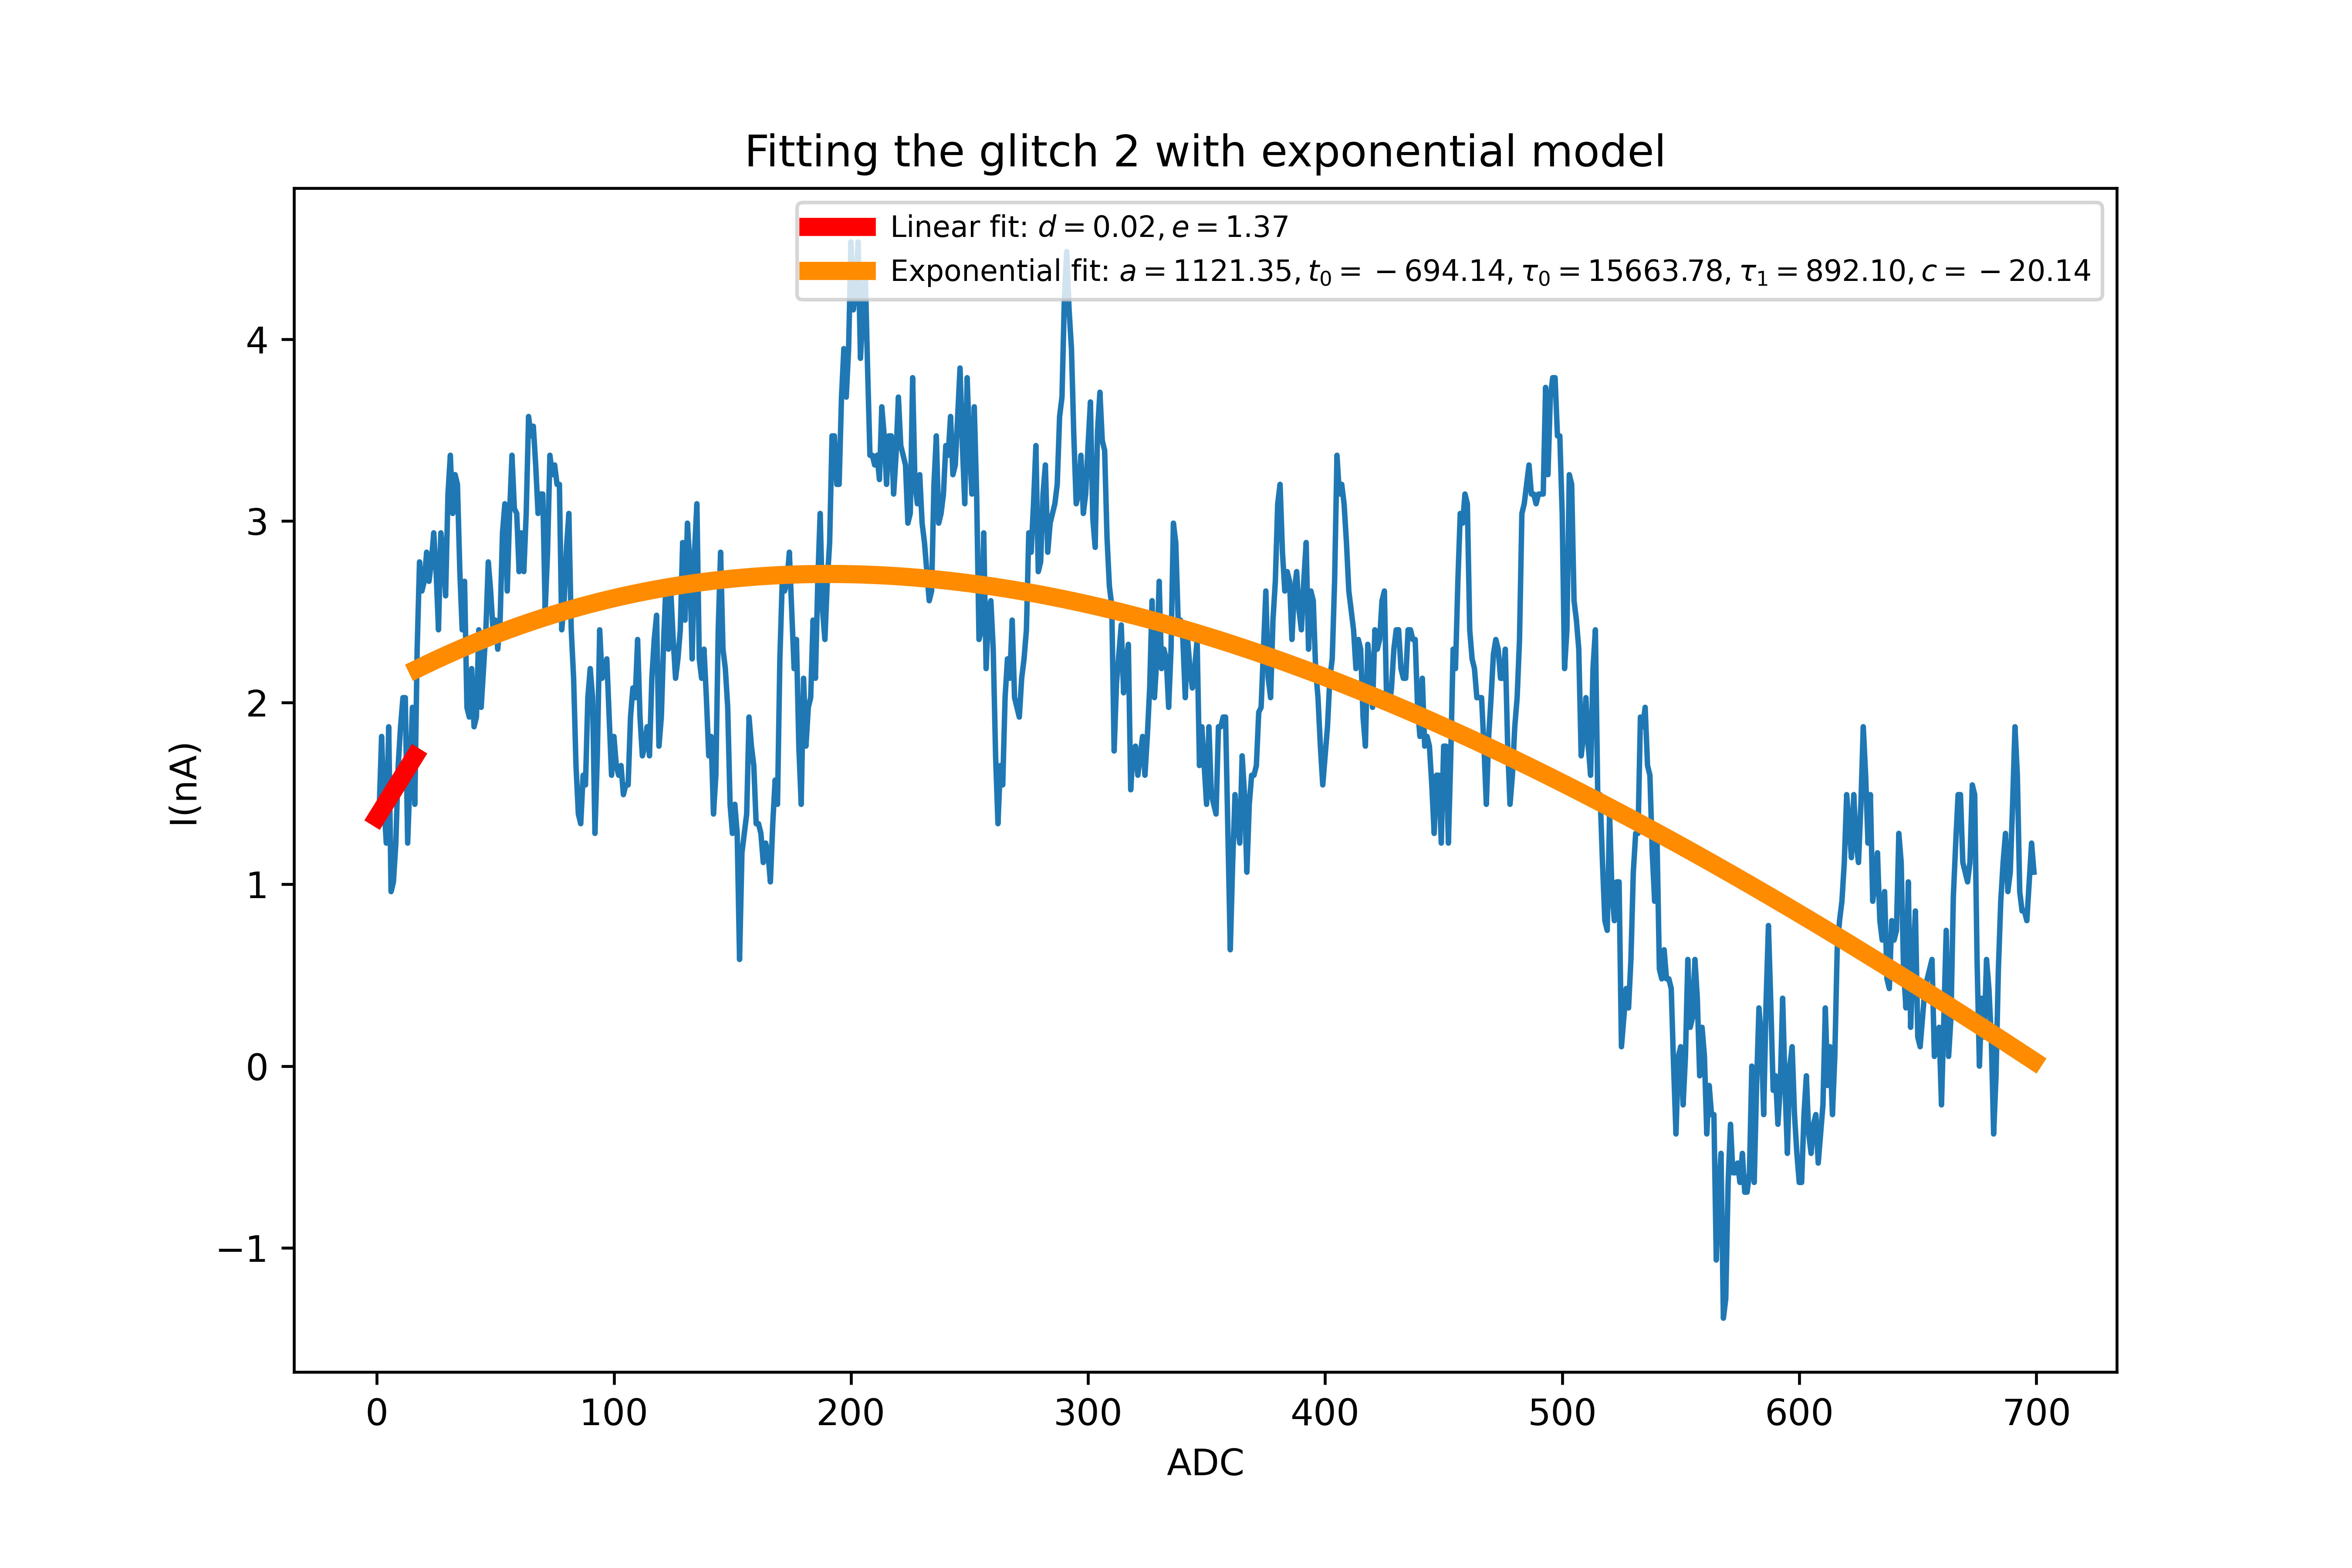 Fitting the glitch 2 with exponential model
Linear fit: d = 0.02, e = 1.37
Exponential fit: a = 1121.35, t₀ = −694.14, τ₀ = 15663.78, τ₁ = 892.10, c = −20.14
I(nA)
4
3
2
1
0
−1
0 100 200 300 400 500 600 700
ADC